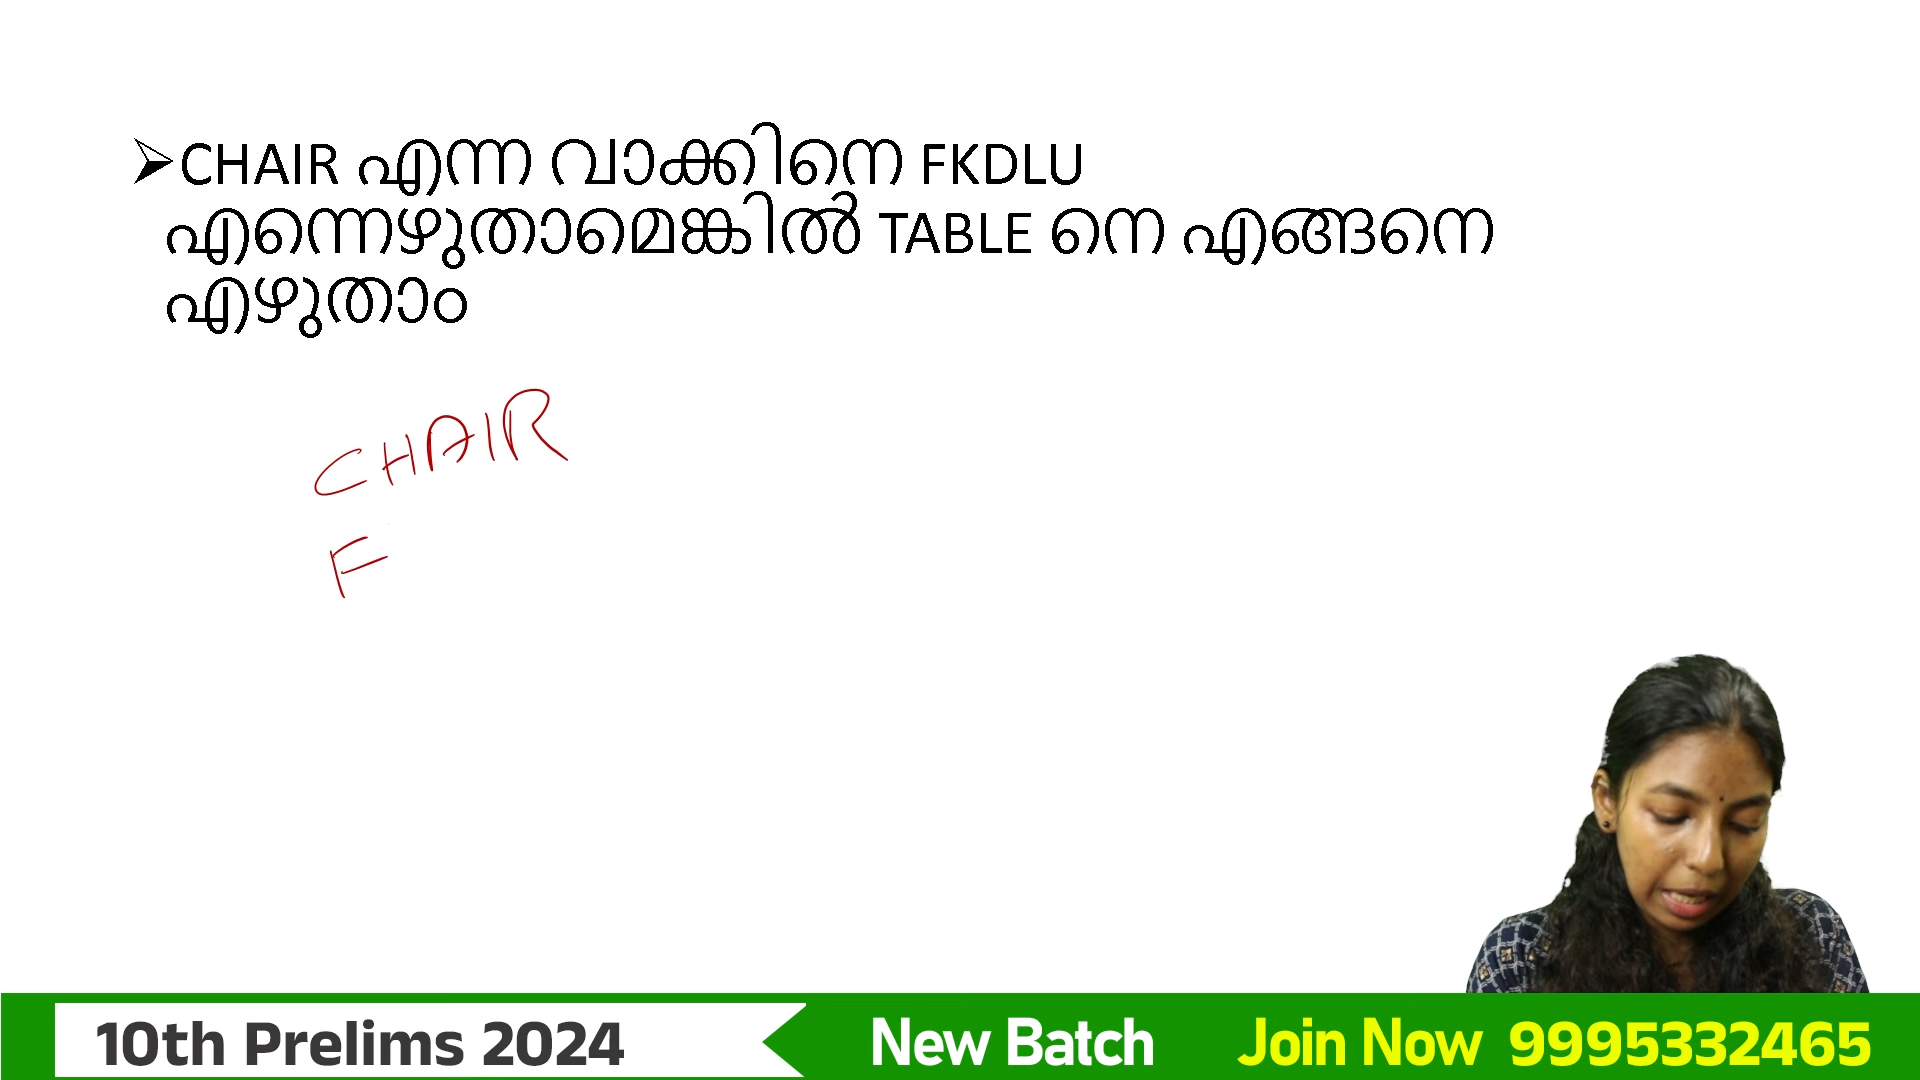 ➢CHAIR എന്ന വാക്കിനെ FKDLU
എന്നെഴുതാമെങ്കിൽ TABLE നെ എങ്ങനെ
എഴുതാം
CHAIR
F
10th Prelims 2024
New Batch
Join Now 9995332465